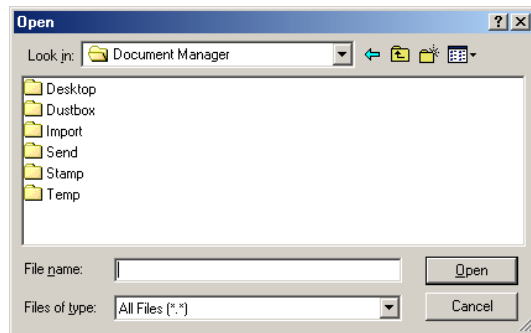 Open
Look in: Document Manager
Desktop
Dustbox
Import
Send
Stamp
Temp
File name: Open
Files of type: All Files (*.*) Cancel